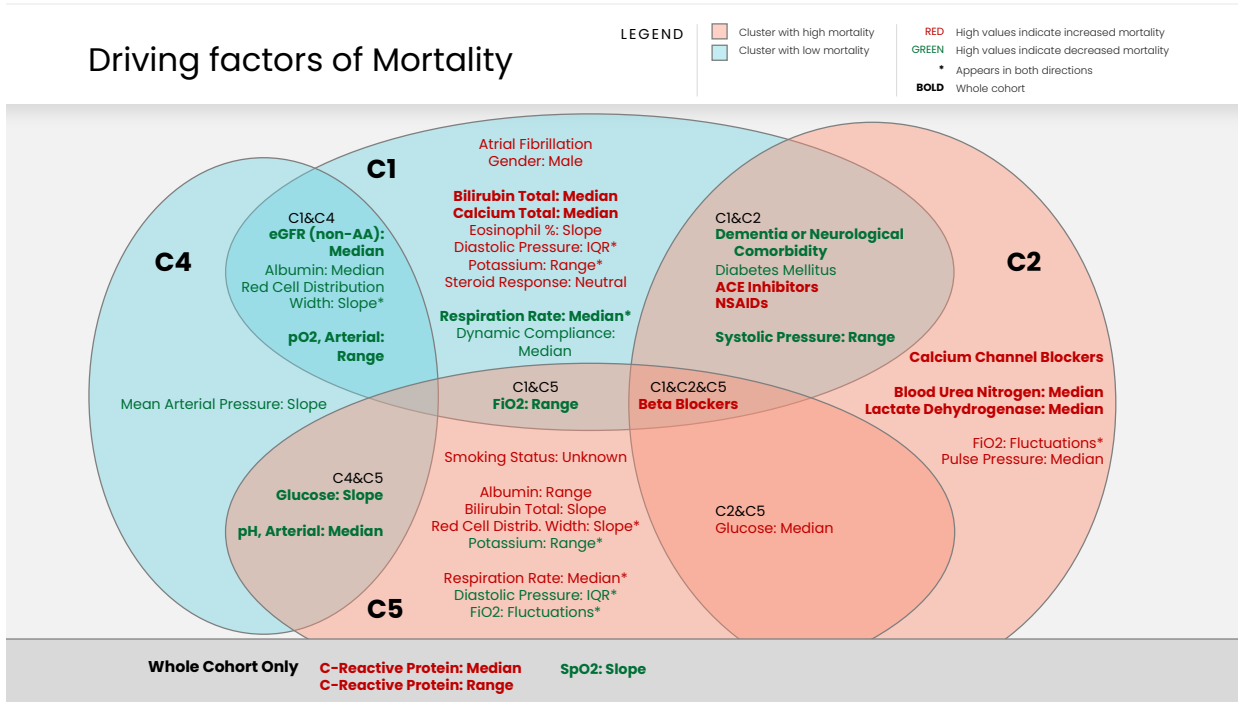 Driving factors of Mortality
LEGEND
Cluster with high mortality
Cluster with low mortality
RED High values indicate increased mortality
GREEN High values indicate decreased mortality
* Appears in both directions
BOLD Whole cohort
C1
Atrial Fibrillation
Gender: Male
Bilirubin Total: Median
Calcium Total: Median
Eosinophil %: Slope
Diastolic Pressure: IQR*
Potassium: Range*
Steroid Response: Neutral
Respiration Rate: Median*
Dynamic Compliance:
Median
C4
C1&C4
eGFR (non-AA):
Median
Albumin: Median
Red Cell Distribution
Width: Slope*
pO2, Arterial:
Range
Mean Arterial Pressure: Slope
C1&C2
Dementia or Neurological
Comorbidity
Diabetes Mellitus
ACE Inhibitors
NSAIDs
Systolic Pressure: Range
C2
Calcium Channel Blockers
Blood Urea Nitrogen: Median
Lactate Dehydrogenase: Median
FiO2: Fluctuations*
Pulse Pressure: Median
C1&C5
FiO2: Range
C1&C2&C5
Beta Blockers
C4&C5
Glucose: Slope
pH, Arterial: Median
Smoking Status: Unknown
Albumin: Range
Bilirubin Total: Slope
Red Cell Distrib. Width: Slope*
Potassium: Range*
Respiration Rate: Median*
Diastolic Pressure: IQR*
FiO2: Fluctuations*
C5
C2&C5
Glucose: Median
Whole Cohort Only
C-Reactive Protein: Median
C-Reactive Protein: Range
SpO2: Slope